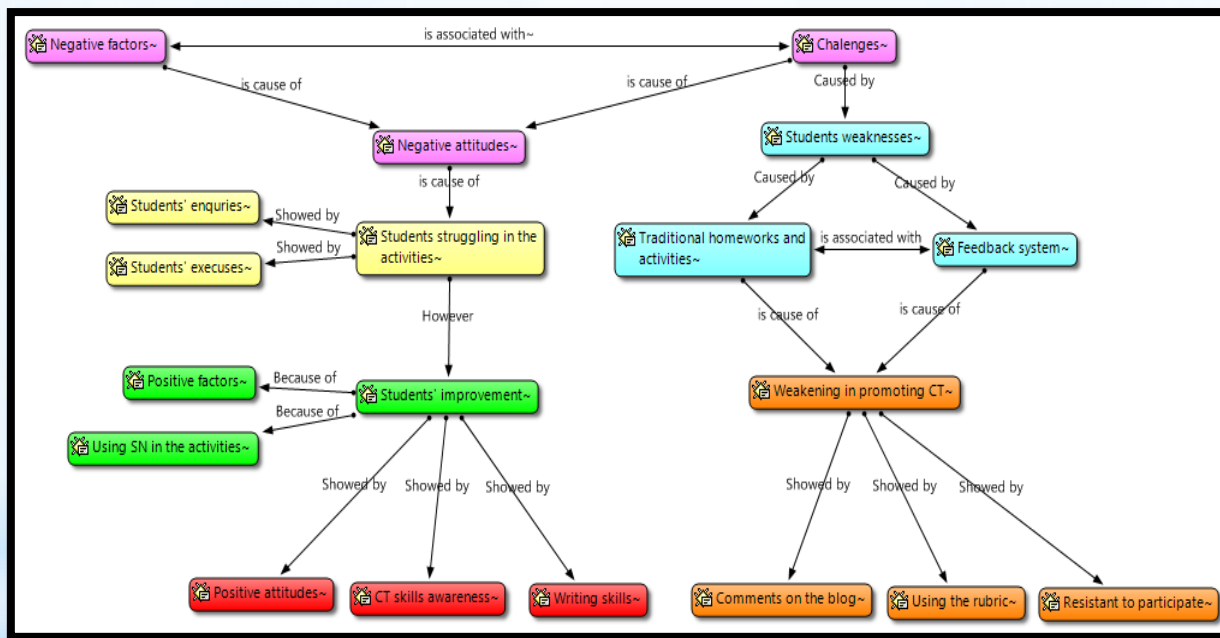 Negative factors~
is associated with~
Chalenges~
is cause of
is cause of
Caused by
Negative attitudes~
Students weaknesses~
is cause of
Caused by
Caused by
Students' enquries~
Showed by
Students struggling in the
activities~
Showed by
Students' execuses~
Traditional homeworks and
activities~
is associated with
Feedback system~
However
is cause of
is cause of
Positive factors~
Because of
Students' improvement~
Weakening in promoting CT~
Because of
Using SN in the activities~
Showed by
Showed by
Showed by
Showed by
Showed by
Showed by
Positive attitudes~
CT skills awareness~
Writing skills~
Comments on the blog~
Using the rubric~
Resistant to participate~